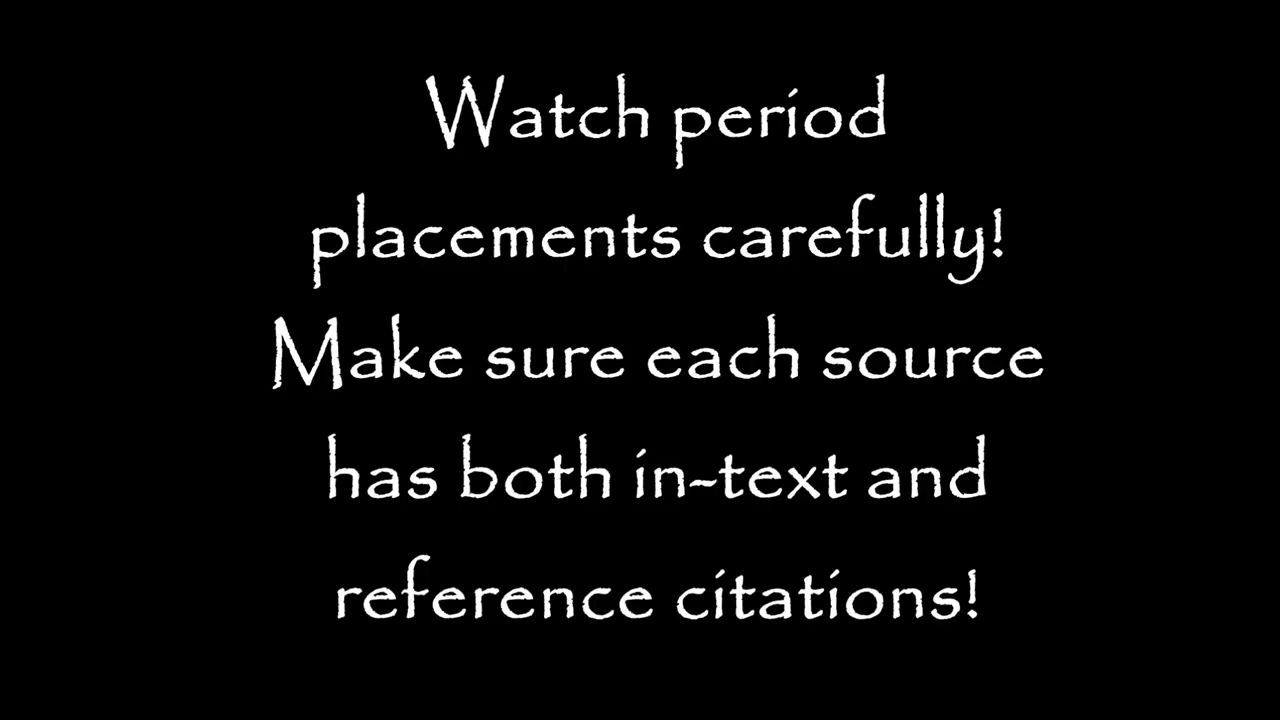 Watch period
placements carefully!
Make sure each source
has both in-text and
reference citations!